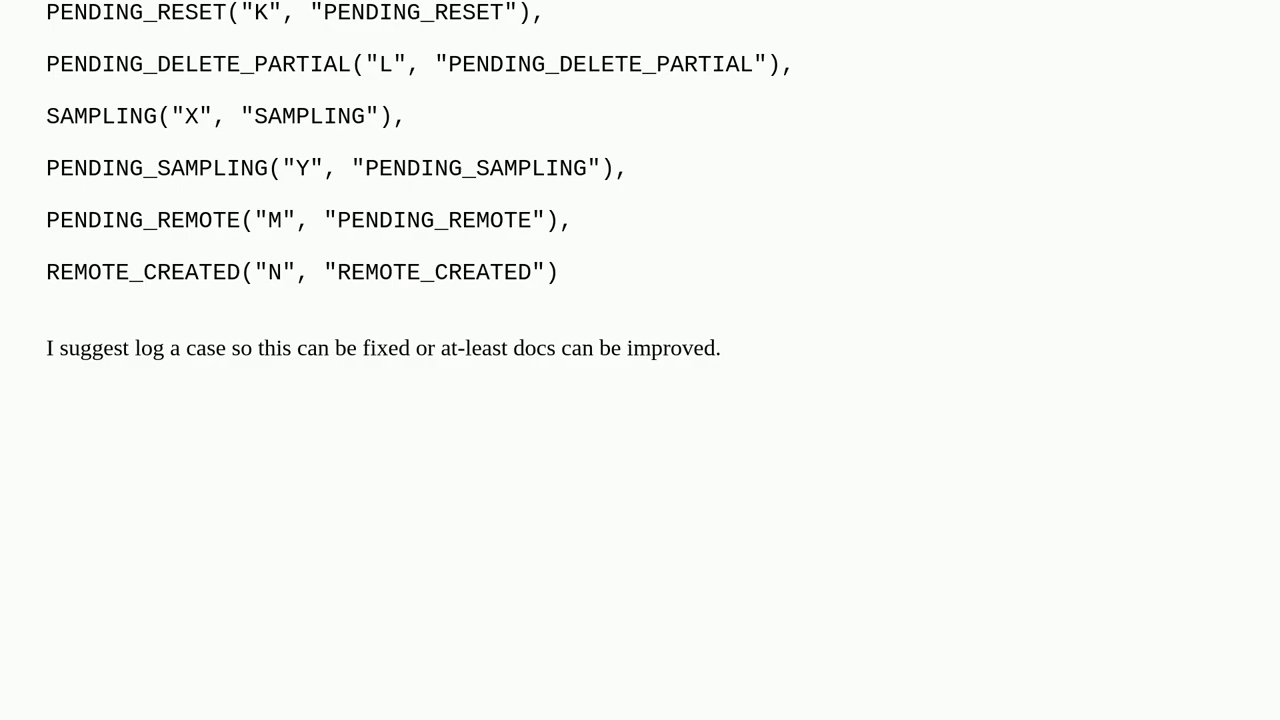 PENDING_RESET("K", "PENDING_RESET"),
PENDING_DELETE_PARTIAL("L", "PENDING_DELETE_PARTIAL"),
SAMPLING("X", "SAMPLING"),
PENDING_SAMPLING("Y", "PENDING_SAMPLING"),
PENDING_REMOTE("M", "PENDING_REMOTE"),
REMOTE_CREATED("N", "REMOTE_CREATED")
I suggest log a case so this can be fixed or at-least docs can be improved.